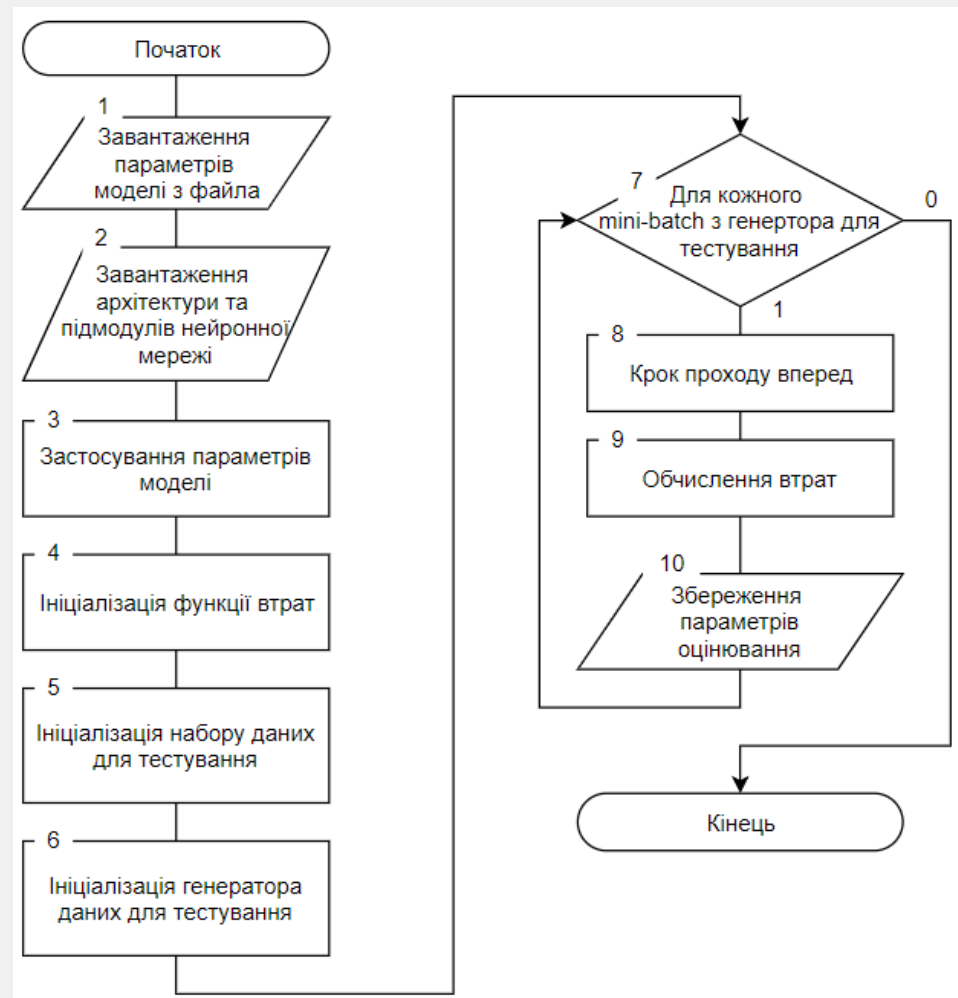 Початок
1
Завантаження
параметрів
моделі з файла
2
Завантаження
архітектури та
підмодулів нейронної
мережі
3
Застосування параметрів
моделі
4
Ініціалізація функції втрат
5
Ініціалізація набору даних
для тестування
6
Ініціалізація генератора
даних для тестування
7
Для кожного
mini-batch з генертора для
тестування
0
1
8
Крок проходу вперед
9
Обчислення втрат
10
Збереження
параметрів
оцінювання
Кінець